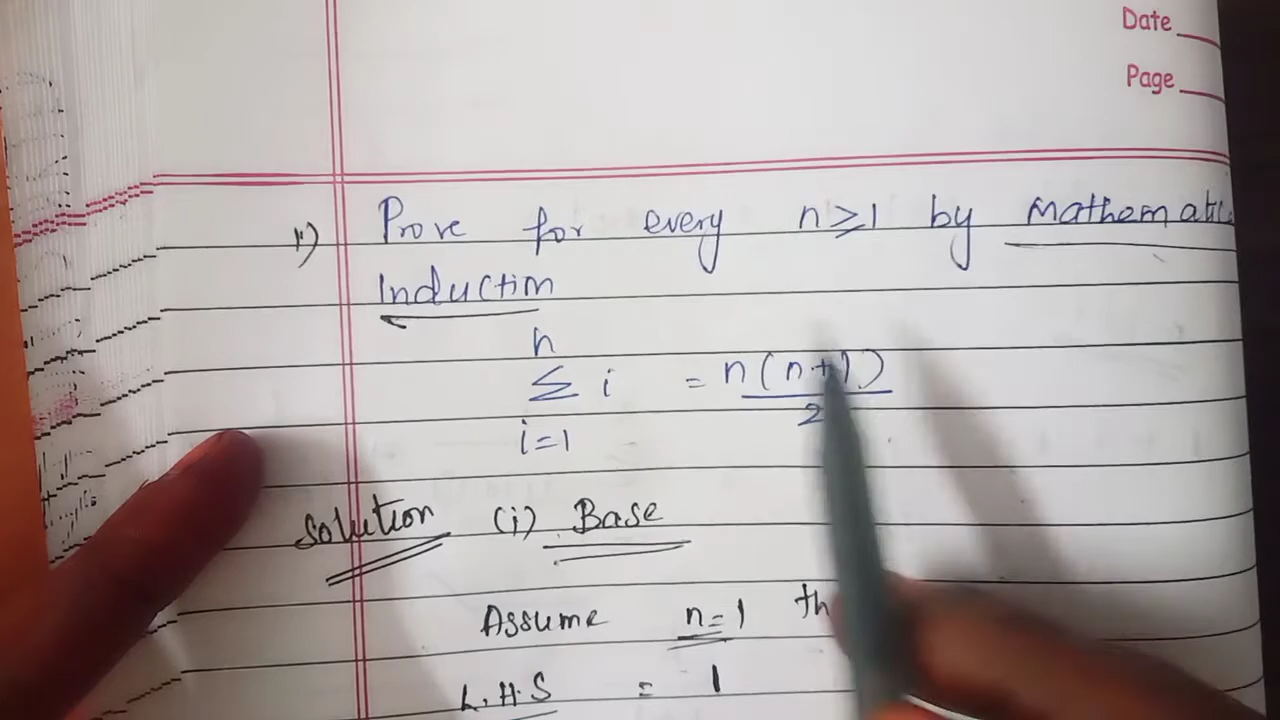 Date
Page
1") Prove for every n≥1 by Mathematic
Induction
n
Σ i = n(n+1)
2
i=1
Solution (i) Base
Assume n=1 th
L.H.S = 1